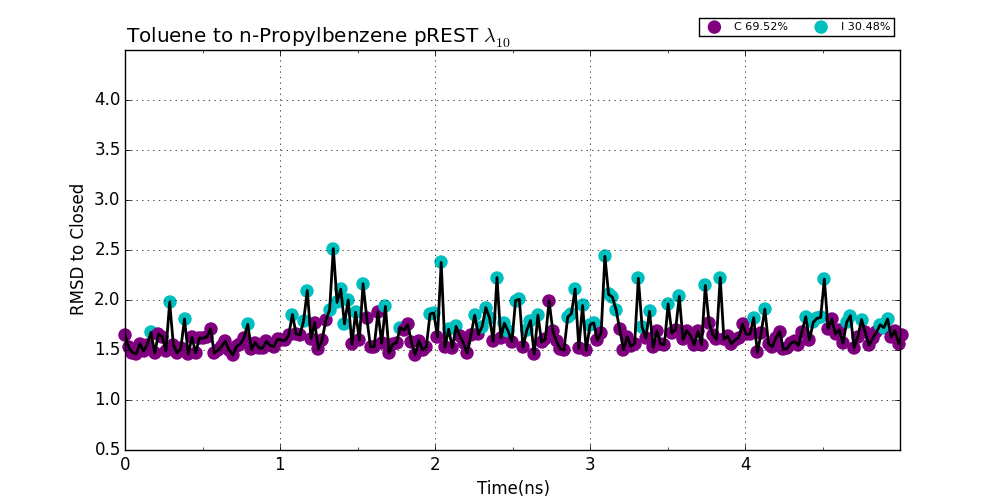 Toluene to n-Propylbenzene pREST λ10
C 69.52% I 30.48%
RMSD to Closed
4.0
3.5
3.0
2.5
2.0
1.5
1.0
0.5
0 1 2 3 4
Time(ns)